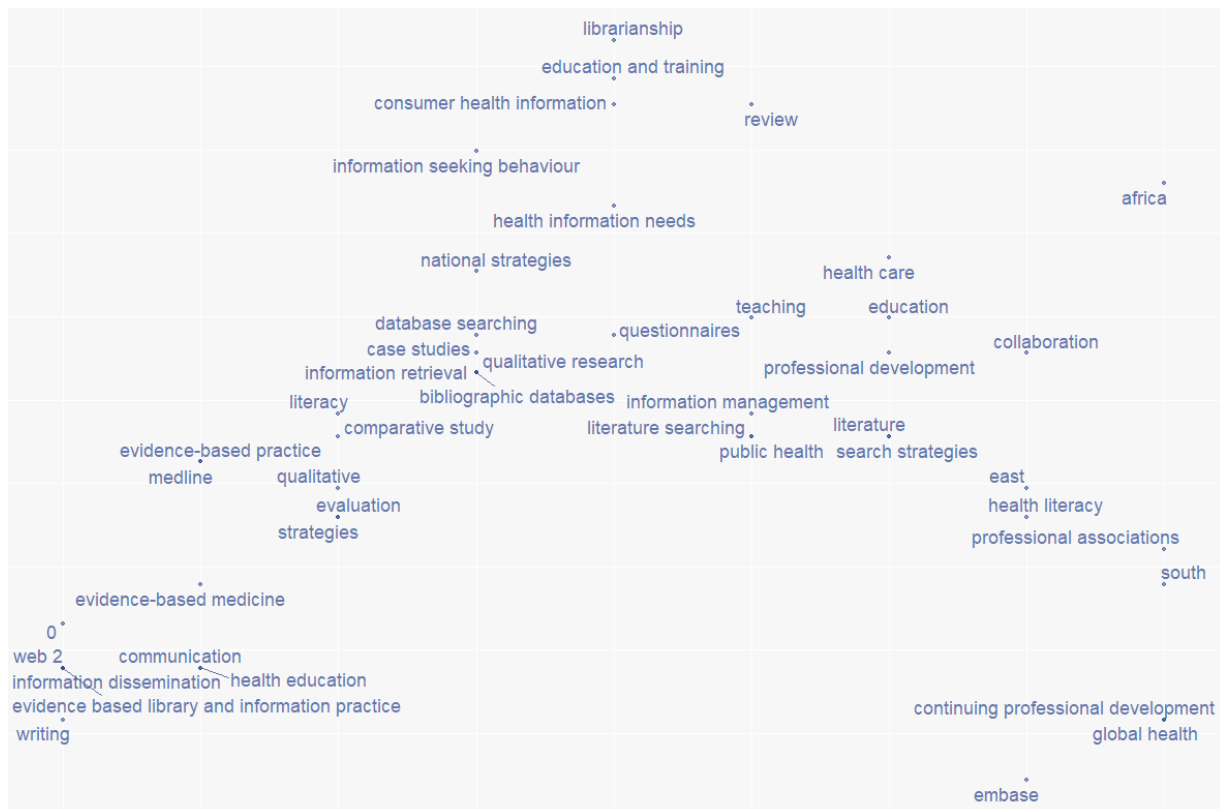 librarianship
education and training
consumer health information
review
information seeking behaviour
africa
health information needs
national strategies
health care
teaching
education
database searching
questionnaires
collaboration
case studies
qualitative research
professional development
information retrieval
bibliographic databases
literacy
information management
comparative study
literature searching
literature
evidence-based practice
public health
search strategies
medline
qualitative
east
evaluation
health literacy
strategies
professional associations
south
evidence-based medicine
0
web 2
communication
information dissemination
health education
evidence based library and information practice
continuing professional development
writing
global health
embase